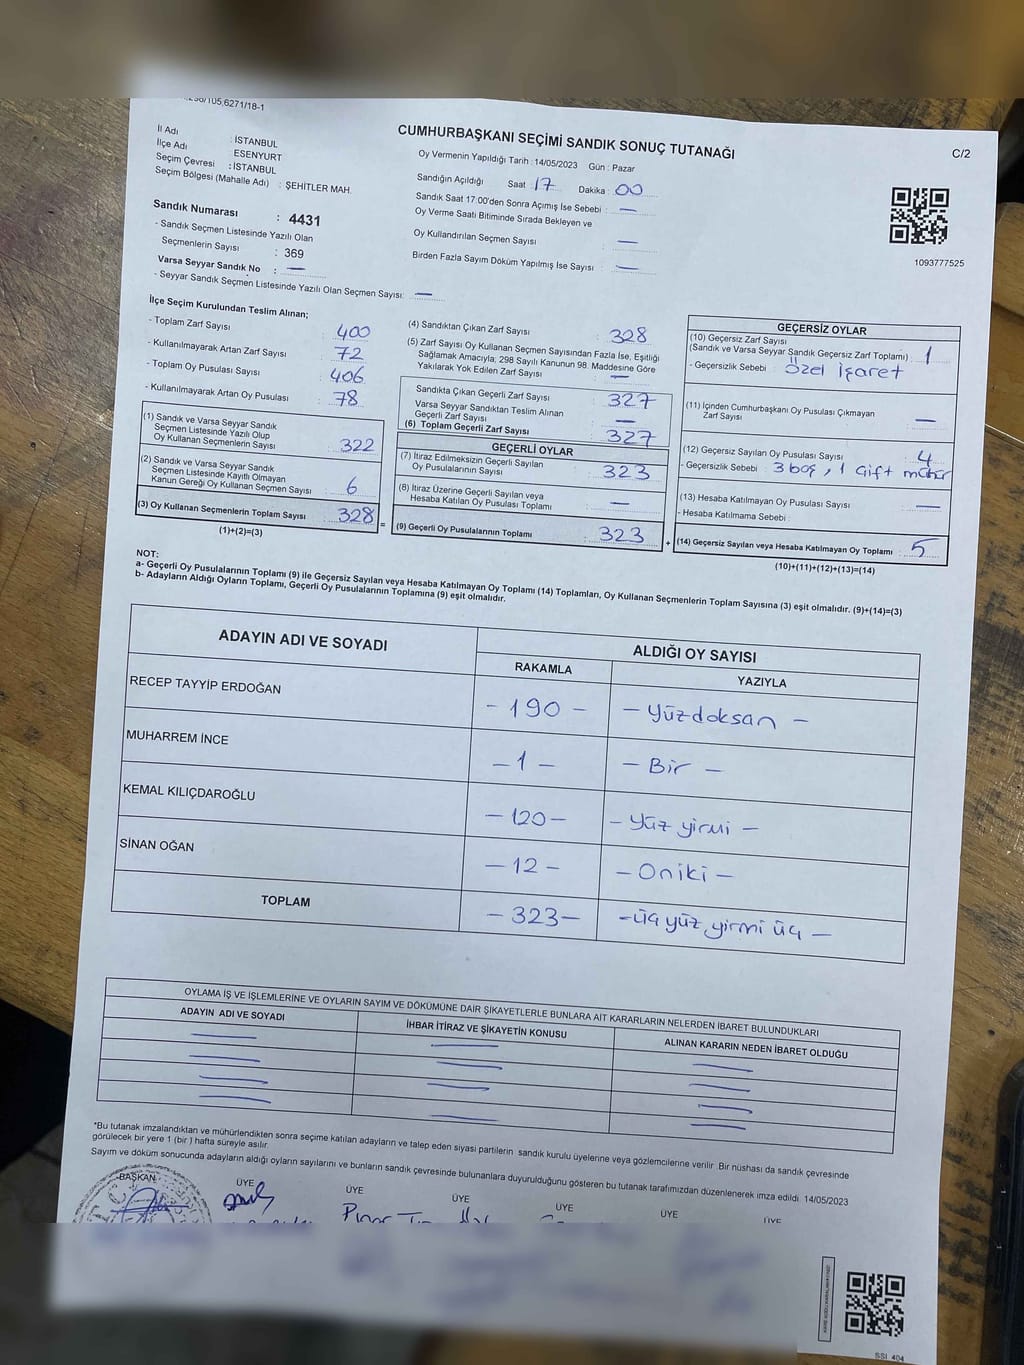 CUMHURBAŞKANI SEÇİMİ SANDIK SONUÇ TUTANAĞI
C/2
İl Adı : İSTANBUL
İlçe Adı : ESENYURT
Seçim Çevresi : İSTANBUL
Seçim Bölgesi (Mahalle Adı) : ŞEHİTLER MAH.
Oy Vermenin Yapıldığı Tarih : 14/05/2023 Gün : Pazar
Sandığın Açıldığı Saat 17 Dakika : 00
Sandık Saat 17:00'den Sonra Açımış İse Sebebi : —
Oy Verme Saati Bitiminde Sırada Bekleyen ve
Oy Kullandırılan Seçmen Sayısı : —
Birden Fazla Sayım Döküm Yapılmış İse Sayısı : —
1093777525
Sandık Numarası : 4431
- Sandık Seçmen Listesinde Yazılı Olan
Seçmenlerin Sayısı : 369
Varsa Seyyar Sandık No : —
- Seyyar Sandık Seçmen Listesinde Yazılı Olan Seçmen Sayısı: —
İlçe Seçim Kurulundan Teslim Alınan;
- Toplam Zarf Sayısı : 400
- Kullanılmayarak Artan Zarf Sayısı : 72
- Toplam Oy Pusulası Sayısı : 406
- Kullanılmayarak Artan Oy Pusulası : 78
(1) Sandık ve Varsa Seyyar Sandık
Seçmen Listesinde Yazılı Olup
Oy Kullanan Seçmenlerin Sayısı : 322
(2) Sandık ve Varsa Seyyar Sandık
Seçmen Listesinde Kayıtlı Olmayan
Kanun Gereği Oy Kullanan Seçmen Sayısı : 6
(3) Oy Kullanan Seçmenlerin Toplam Sayısı : 328 =
(1)+(2)=(3)
(4) Sandıktan Çıkan Zarf Sayısı : 328
(5) Zarf Sayısı Oy Kullanan Seçmen Sayısından Fazla İse, Eşitliği
Sağlamak Amacıyla; 298 Sayılı Kanunun 98. Maddesine Göre
Yakılarak Yok Edilen Zarf Sayısı : —
Sandıkta Çıkan Geçerli Zarf Sayısı : 327
Varsa Seyyar Sandıktan Teslim Alınan
Geçerli Zarf Sayısı : —
(6) Toplam Geçerli Zarf Sayısı : 327
GEÇERLİ OYLAR
(7) İtiraz Edilmeksizin Geçerli Sayılan
Oy Pusulalarının Sayısı : 323
(8) İtiraz Üzerine Geçerli Sayılan veya
Hesaba Katılan Oy Pusulaları Toplamı : —
(9) Geçerli Oy Pusulalarının Toplamı : 323 +
GEÇERSİZ OYLAR
(10) Geçersiz Zarf Sayısı
(Sandık ve Varsa Seyyar Sandık Geçersiz Zarf Toplamı) : 1
- Geçersizlik Sebebi : özel işaret
(11) İçinden Cumhurbaşkanı Oy Pusulası Çıkmayan
Zarf Sayısı : —
(12) Geçersiz Sayılan Oy Pusulası Sayısı : 4
- Geçersizlik Sebebi : 3 boş, 1 çift mühür
(13) Hesaba Katılmayan Oy Pusulası Sayısı : —
- Hesaba Katılmama Sebebi :
(14) Geçersiz Sayılan veya Hesaba Katılmayan Oy Toplamı : 5
(10)+(11)+(12)+(13)=(14)
NOT:
a- Geçerli Oy Pusulalarının Toplamı (9) ile Geçersiz Sayılan veya Hesaba Katılmayan Oy Toplamı (14) Toplamları, Oy Kullanan Seçmenlerin Toplam Sayısına (3) eşit olmalıdır. (9)+(14)=(3)
b- Adayların Aldığı Oyların Toplamı, Geçerli Oy Pusulalarının Toplamına (9) eşit olmalıdır.
ADAYIN ADI VE SOYADI
ALDIĞI OY SAYISI
RAKAMLA YAZIYLA
RECEP TAYYİP ERDOĞAN - 190 - - yüzdoksan -
MUHARREM İNCE - 1 - - Bir -
KEMAL KILIÇDAROĞLU - 120 - - yüz yirmi -
SİNAN OĞAN - 12 - - Oniki -
TOPLAM - 323 - - üç yüz yirmi üç -
OYLAMA İŞ VE İŞLEMLERİNE VE OYLARIN SAYIM VE DÖKÜMÜNE DAİR ŞİKAYETLERLE BUNLARA AİT KARARLARIN NELERDEN İBARET BULUNDUKLARI
ADAYIN ADI VE SOYADI İHBAR İTİRAZ VE ŞİKAYETİN KONUSU ALINAN KARARIN NEDEN İBARET OLDUĞU
*Bu tutanak imzalandıktan ve mühürlendikten sonra seçime katılan adayların ve talep eden siyasi partilerin sandık kurulu üyelerine veya gözlemcilerine verilir. Bir nüshası da sandık çevresinde
görülecek bir yere 1 (bir ) hafta süreyle asılır.
Sayım ve döküm sonucunda adayların aldığı oyların sayılarını ve bunların sandık çevresinde bulunanlara duyurulduğunu gösteren bu tutanak tarafımızdan düzenlenerek imza edildi. 14/05/2023
BAŞKAN ÜYE ÜYE ÜYE ÜYE ÜYE ÜYE
Pınar